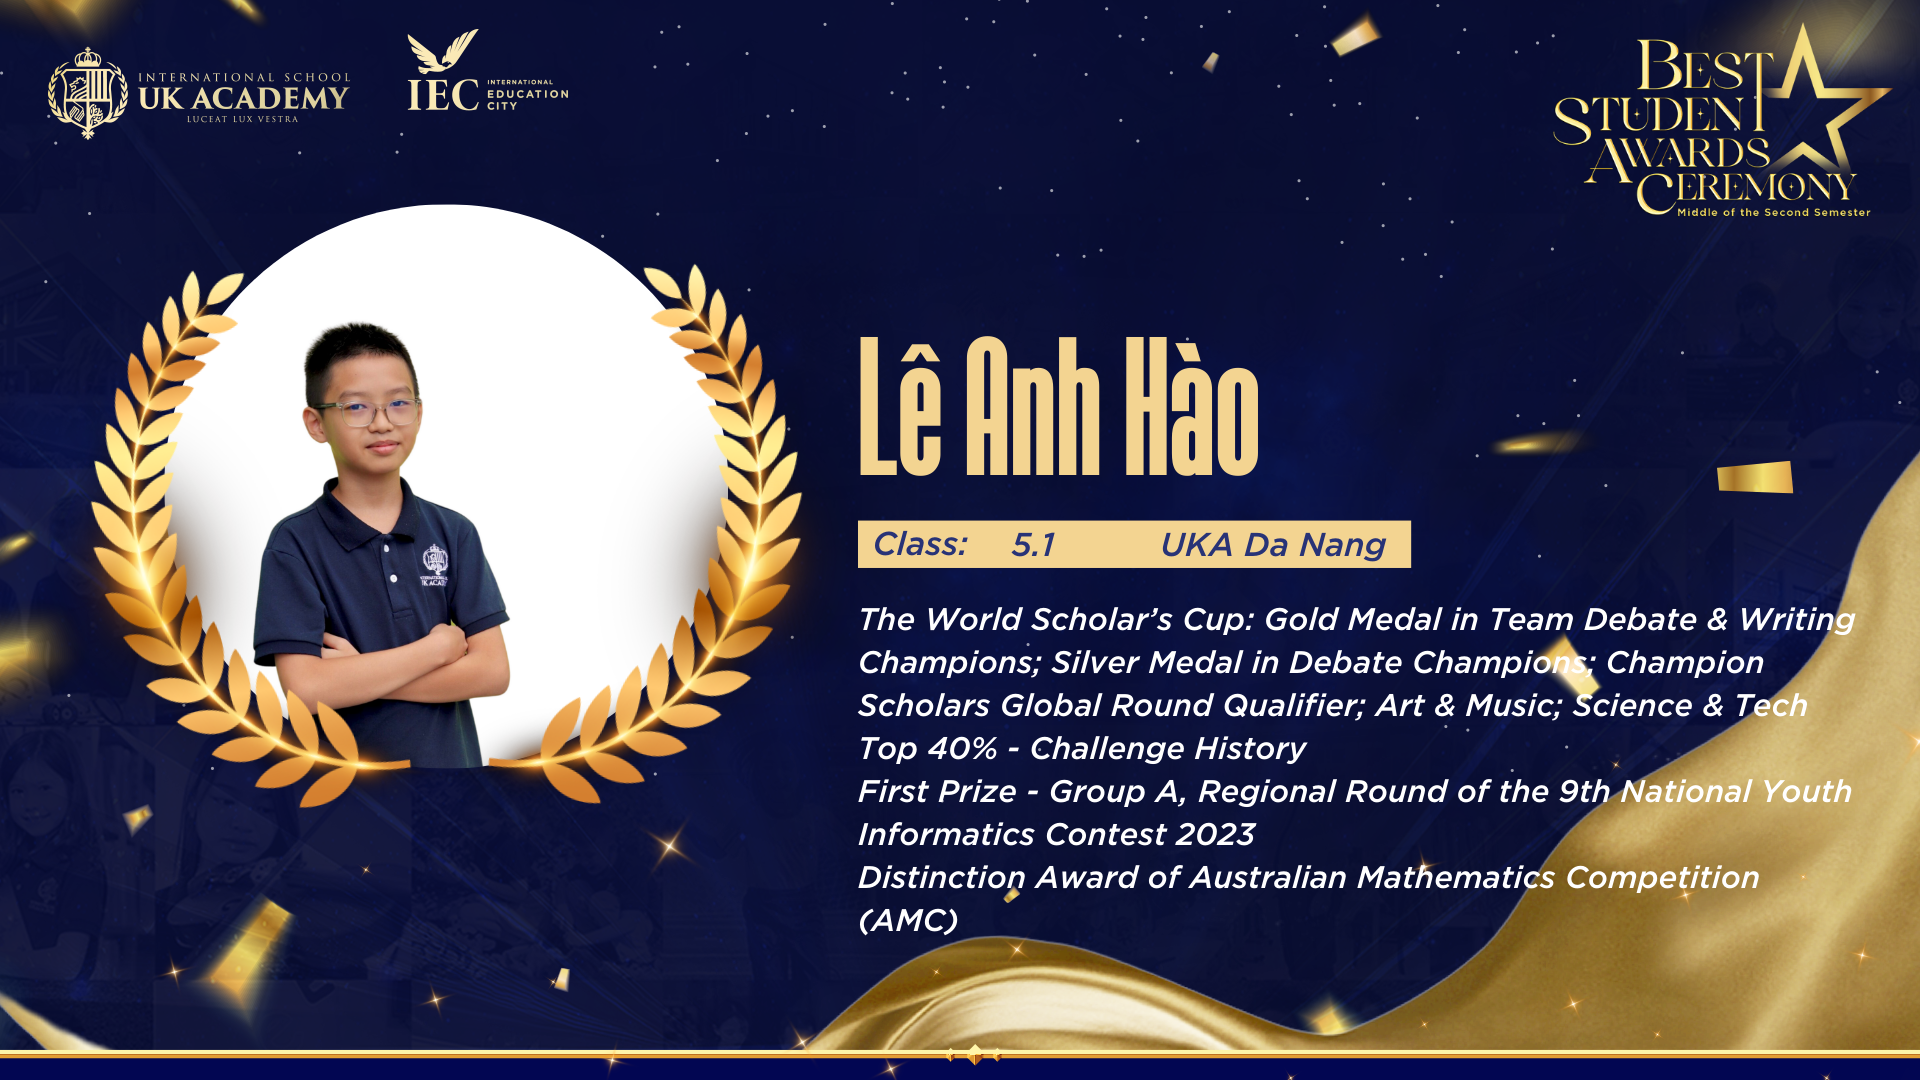 INTERNATIONAL SCHOOL
UK ACADEMY
LUCEAT LUX VESTRA
IEC
INTERNATIONAL
EDUCATION
CITY
BEST
STUDENT
AWARDS
CEREMONY
Middle of the Second Semester
Lê Anh Hào
Class: 5.1 UKA Da Nang
The World Scholar’s Cup: Gold Medal in Team Debate & Writing
Champions; Silver Medal in Debate Champions; Champion
Scholars Global Round Qualifier; Art & Music; Science & Tech
Top 40% - Challenge History
First Prize - Group A, Regional Round of the 9th National Youth
Informatics Contest 2023
Distinction Award of Australian Mathematics Competition
(AMC)